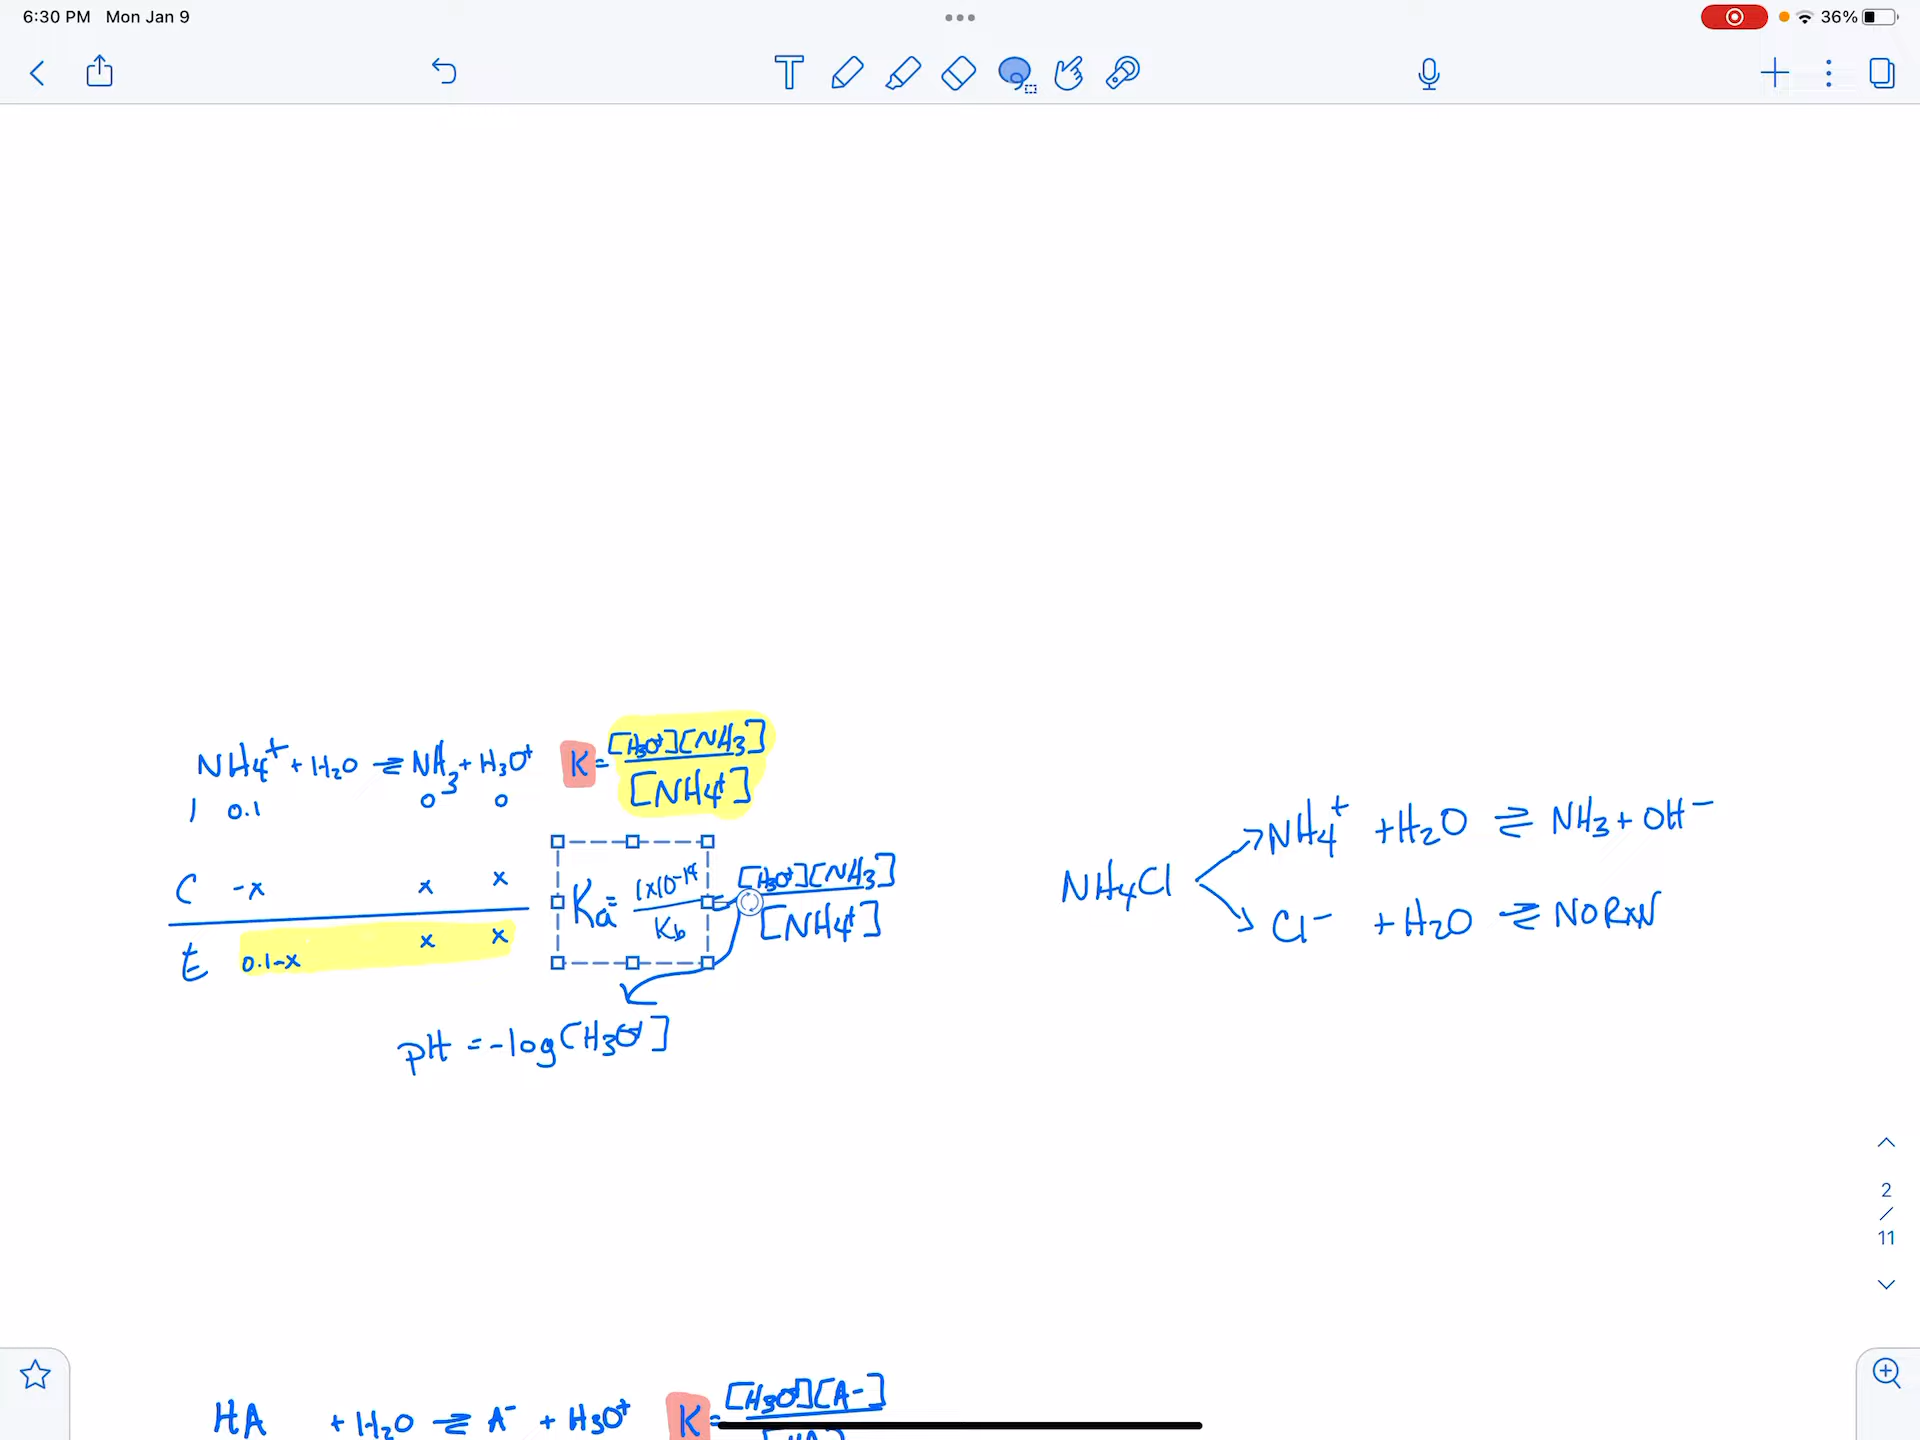 6:30 PM Mon Jan 9
36%
NH4+ + H2O ⇌ NH3 + H3O+ K = [H3O+][NH3] / [NH4+]
I 0.1 0 0
C -x x x
Ka = 1x10^-14 / Kb = [H3O+][NH3] / [NH4+]
E 0.1-x x x
pH = -log[H3O+]
NH4Cl
NH4+ + H2O ⇌ NH3 + OH-
Cl- + H2O ⇌ NO RXN
2
/
11
HA + H2O ⇌ A- + H3O+ K = [H3O+][A-] / [HA]